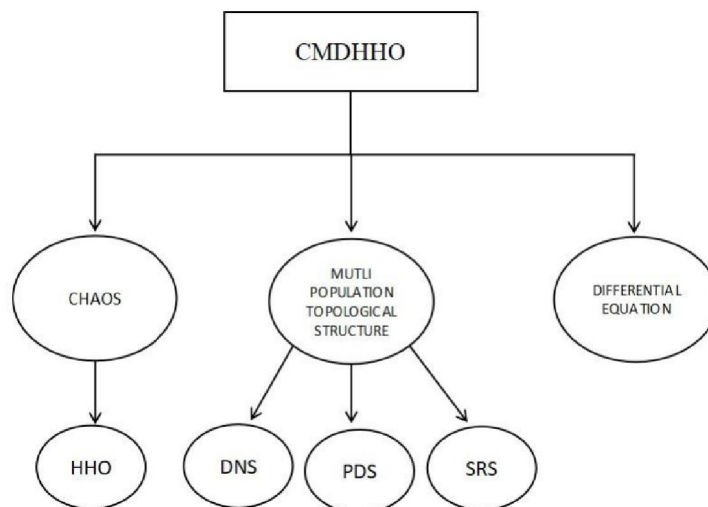 CMDHHO
CHAOS
MUTLI
POPULATION
TOPOLOGICAL
STRUCTURE
DIFFERENTIAL
EQUATION
HHO
DNS
PDS
SRS